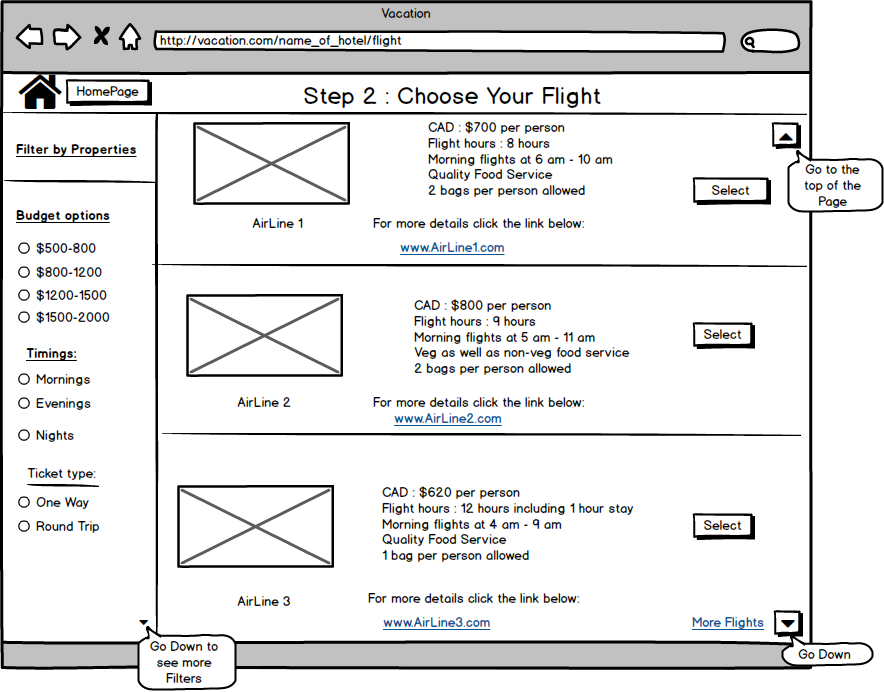 Vacation
http://vacation.com/name_of_hotel/flight
HomePage
Step 2 : Choose Your Flight
Filter by Properties
Budget options
$500-800
$800-1200
$1200-1500
$1500-2000
Timings:
Mornings
Evenings
Nights
Ticket type:
One Way
Round Trip
Go Down to
see more
Filters
AirLine 1
CAD : $700 per person
Flight hours : 8 hours
Morning flights at 6 am - 10 am
Quality Food Service
2 bags per person allowed
For more details click the link below:
www.AirLine1.com
Select
Go to the
top of the
Page
AirLine 2
CAD : $800 per person
Flight hours : 9 hours
Morning flights at 5 am - 11 am
Veg as well as non-veg food service
2 bags per person allowed
For more details click the link below:
www.AirLine2.com
Select
AirLine 3
CAD : $620 per person
Flight hours : 12 hours including 1 hour stay
Morning flights at 4 am - 9 am
Quality Food Service
1 bag per person allowed
For more details click the link below:
www.AirLine3.com
Select
More Flights
Go Down